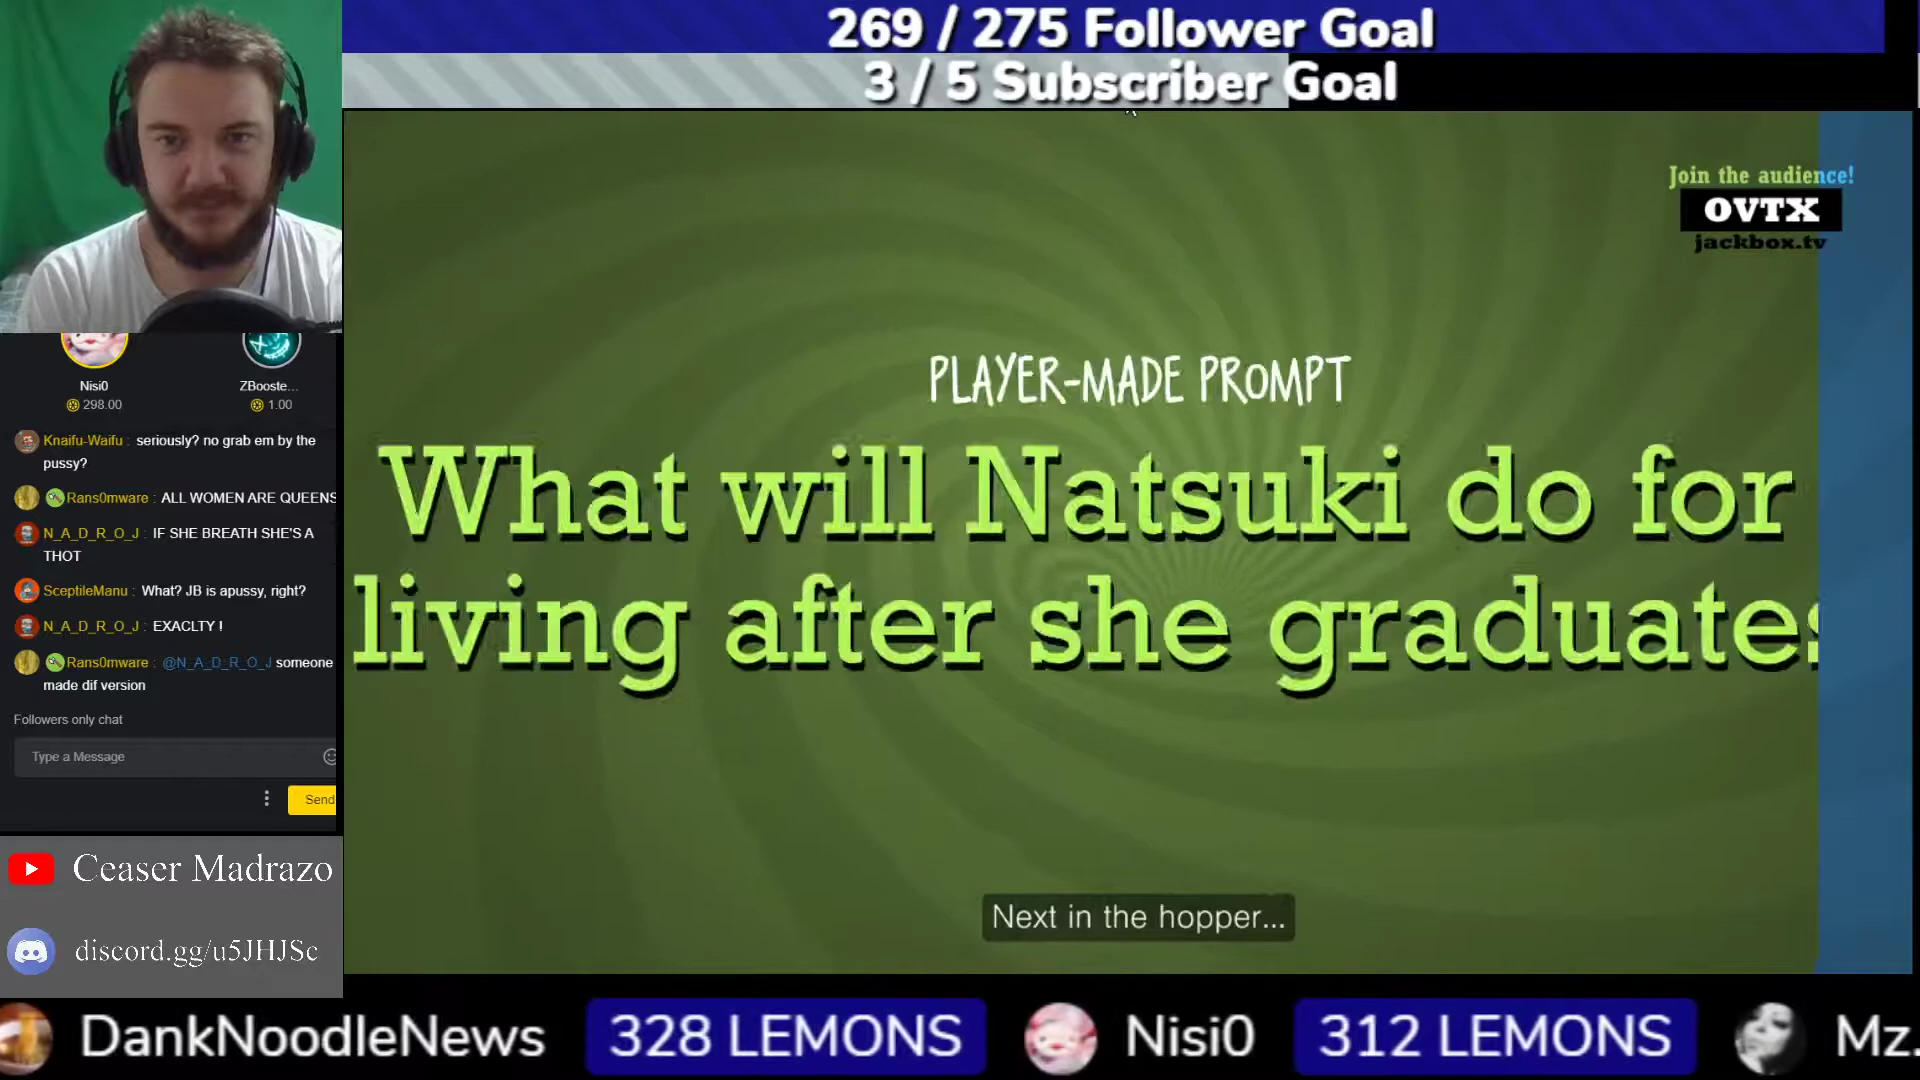 269 / 275 Follower Goal
3 / 5 Subscriber Goal
Join the audience!
OVTX
jackbox.tv
PLAYER-MADE PROMPT
What will Natsuki do for
living after she graduates
Next in the hopper...
Nisi0
ZBooste...
298.00
1.00
Knaifu-Waifu : seriously? no grab em by the
pussy?
Rans0mware : ALL WOMEN ARE QUEENS
N_A_D_R_O_J : IF SHE BREATH SHE'S A
THOT
SceptileManu : What? JB is apussy, right?
N_A_D_R_O_J : EXACLTY !
Rans0mware : @N_A_D_R_O_J someone
made dif version
Followers only chat
Type a Message
Send
Ceaser Madrazo
discord.gg/u5JHJSc
DankNoodleNews 328 LEMONS Nisi0 312 LEMONS Mz.